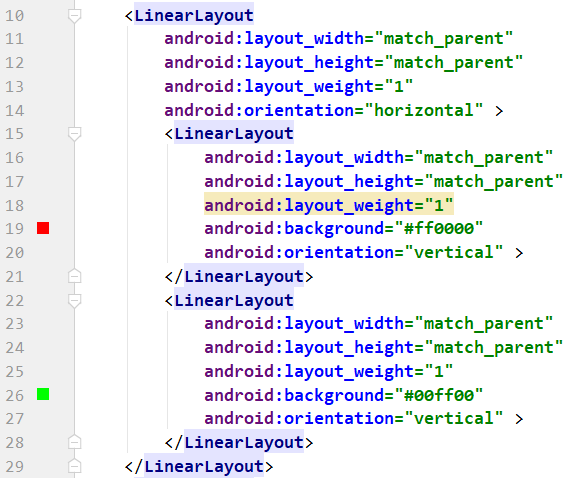 10 <LinearLayout
11 android:layout_width="match_parent"
12 android:layout_height="match_parent"
13 android:layout_weight="1"
14 android:orientation="horizontal" >
15 <LinearLayout
16 android:layout_width="match_parent"
17 android:layout_height="match_parent"
18 android:layout_weight="1"
19 android:background="#ff0000"
20 android:orientation="vertical" >
21 </LinearLayout>
22 <LinearLayout
23 android:layout_width="match_parent"
24 android:layout_height="match_parent"
25 android:layout_weight="1"
26 android:background="#00ff00"
27 android:orientation="vertical" >
28 </LinearLayout>
29 </LinearLayout>